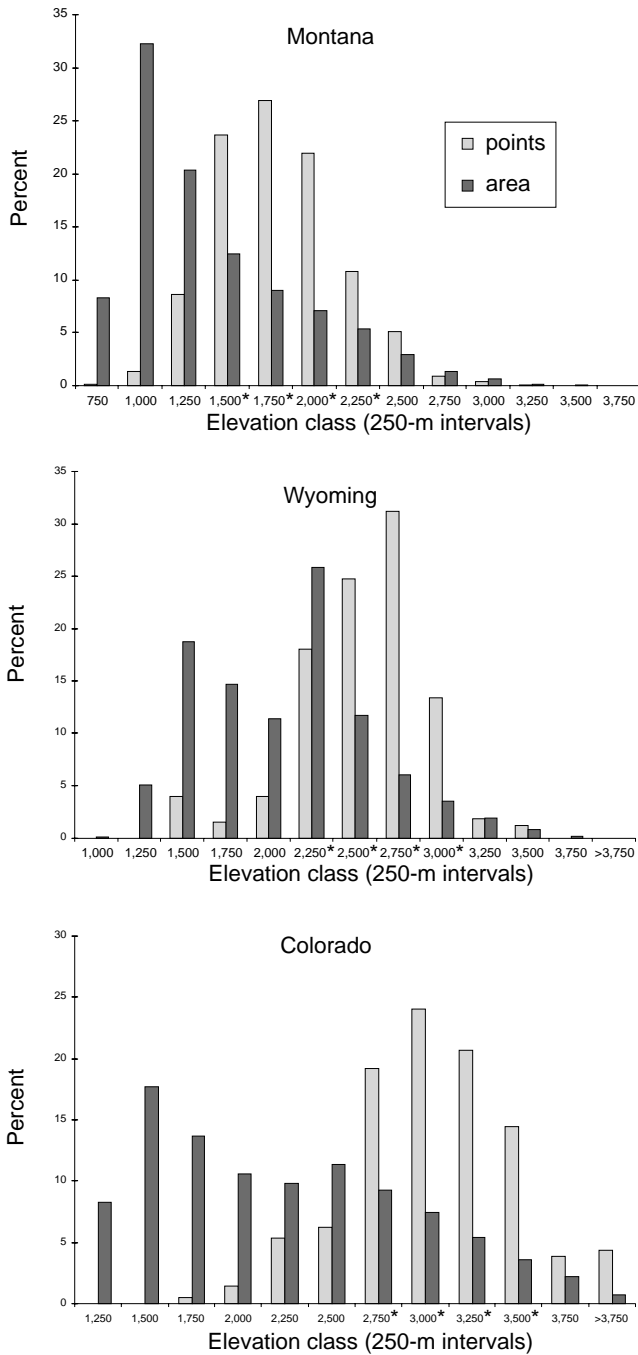 Montana
35
30
25
20
15
10
5
0
Percent
points
area
750 1,000 1,250 1,500* 1,750* 2,000* 2,250* 2,500 2,750 3,000 3,250 3,500 3,750
Elevation class (250-m intervals)
Wyoming
35
30
25
20
15
10
5
0
Percent
1,000 1,250 1,500 1,750 2,000 2,250* 2,500* 2,750* 3,000* 3,250 3,500 3,750 >3,750
Elevation class (250-m intervals)
Colorado
30
25
20
15
10
5
0
Percent
1,250 1,500 1,750 2,000 2,250 2,500 2,750* 3,000* 3,250* 3,500* 3,750 >3,750
Elevation class (250-m intervals)